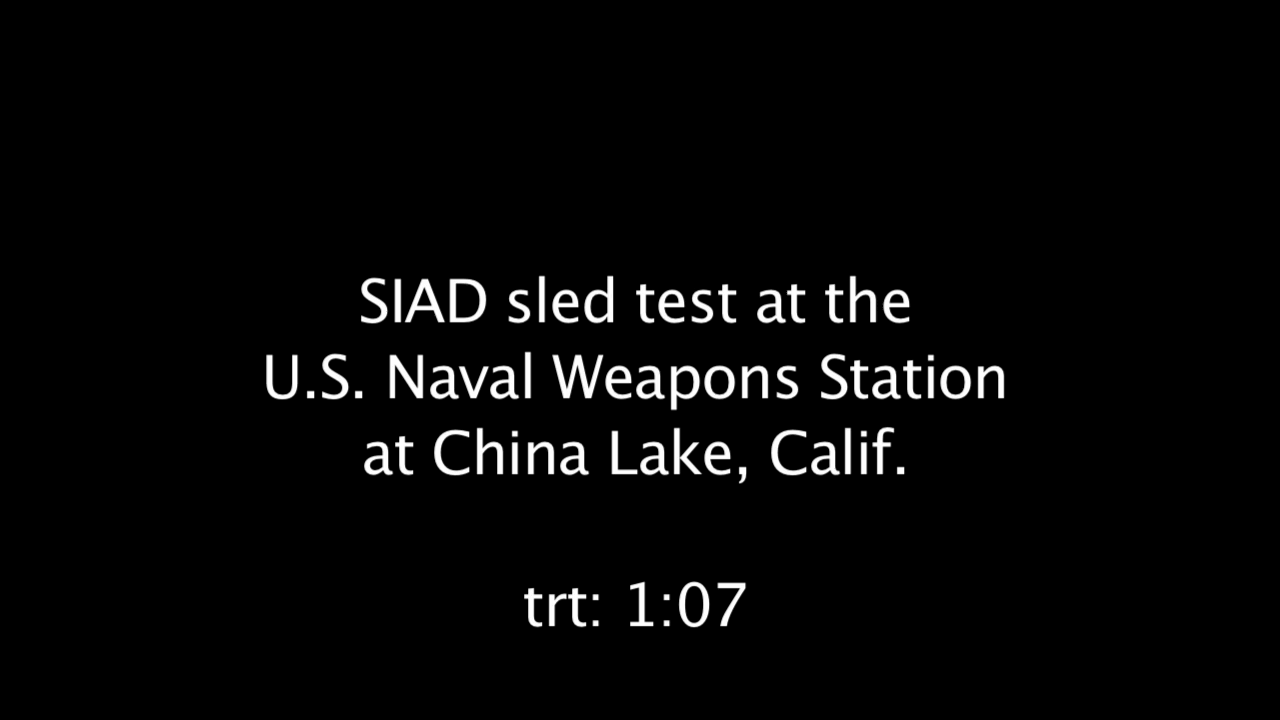 SIAD sled test at the
U.S. Naval Weapons Station
at China Lake, Calif.
trt: 1:07